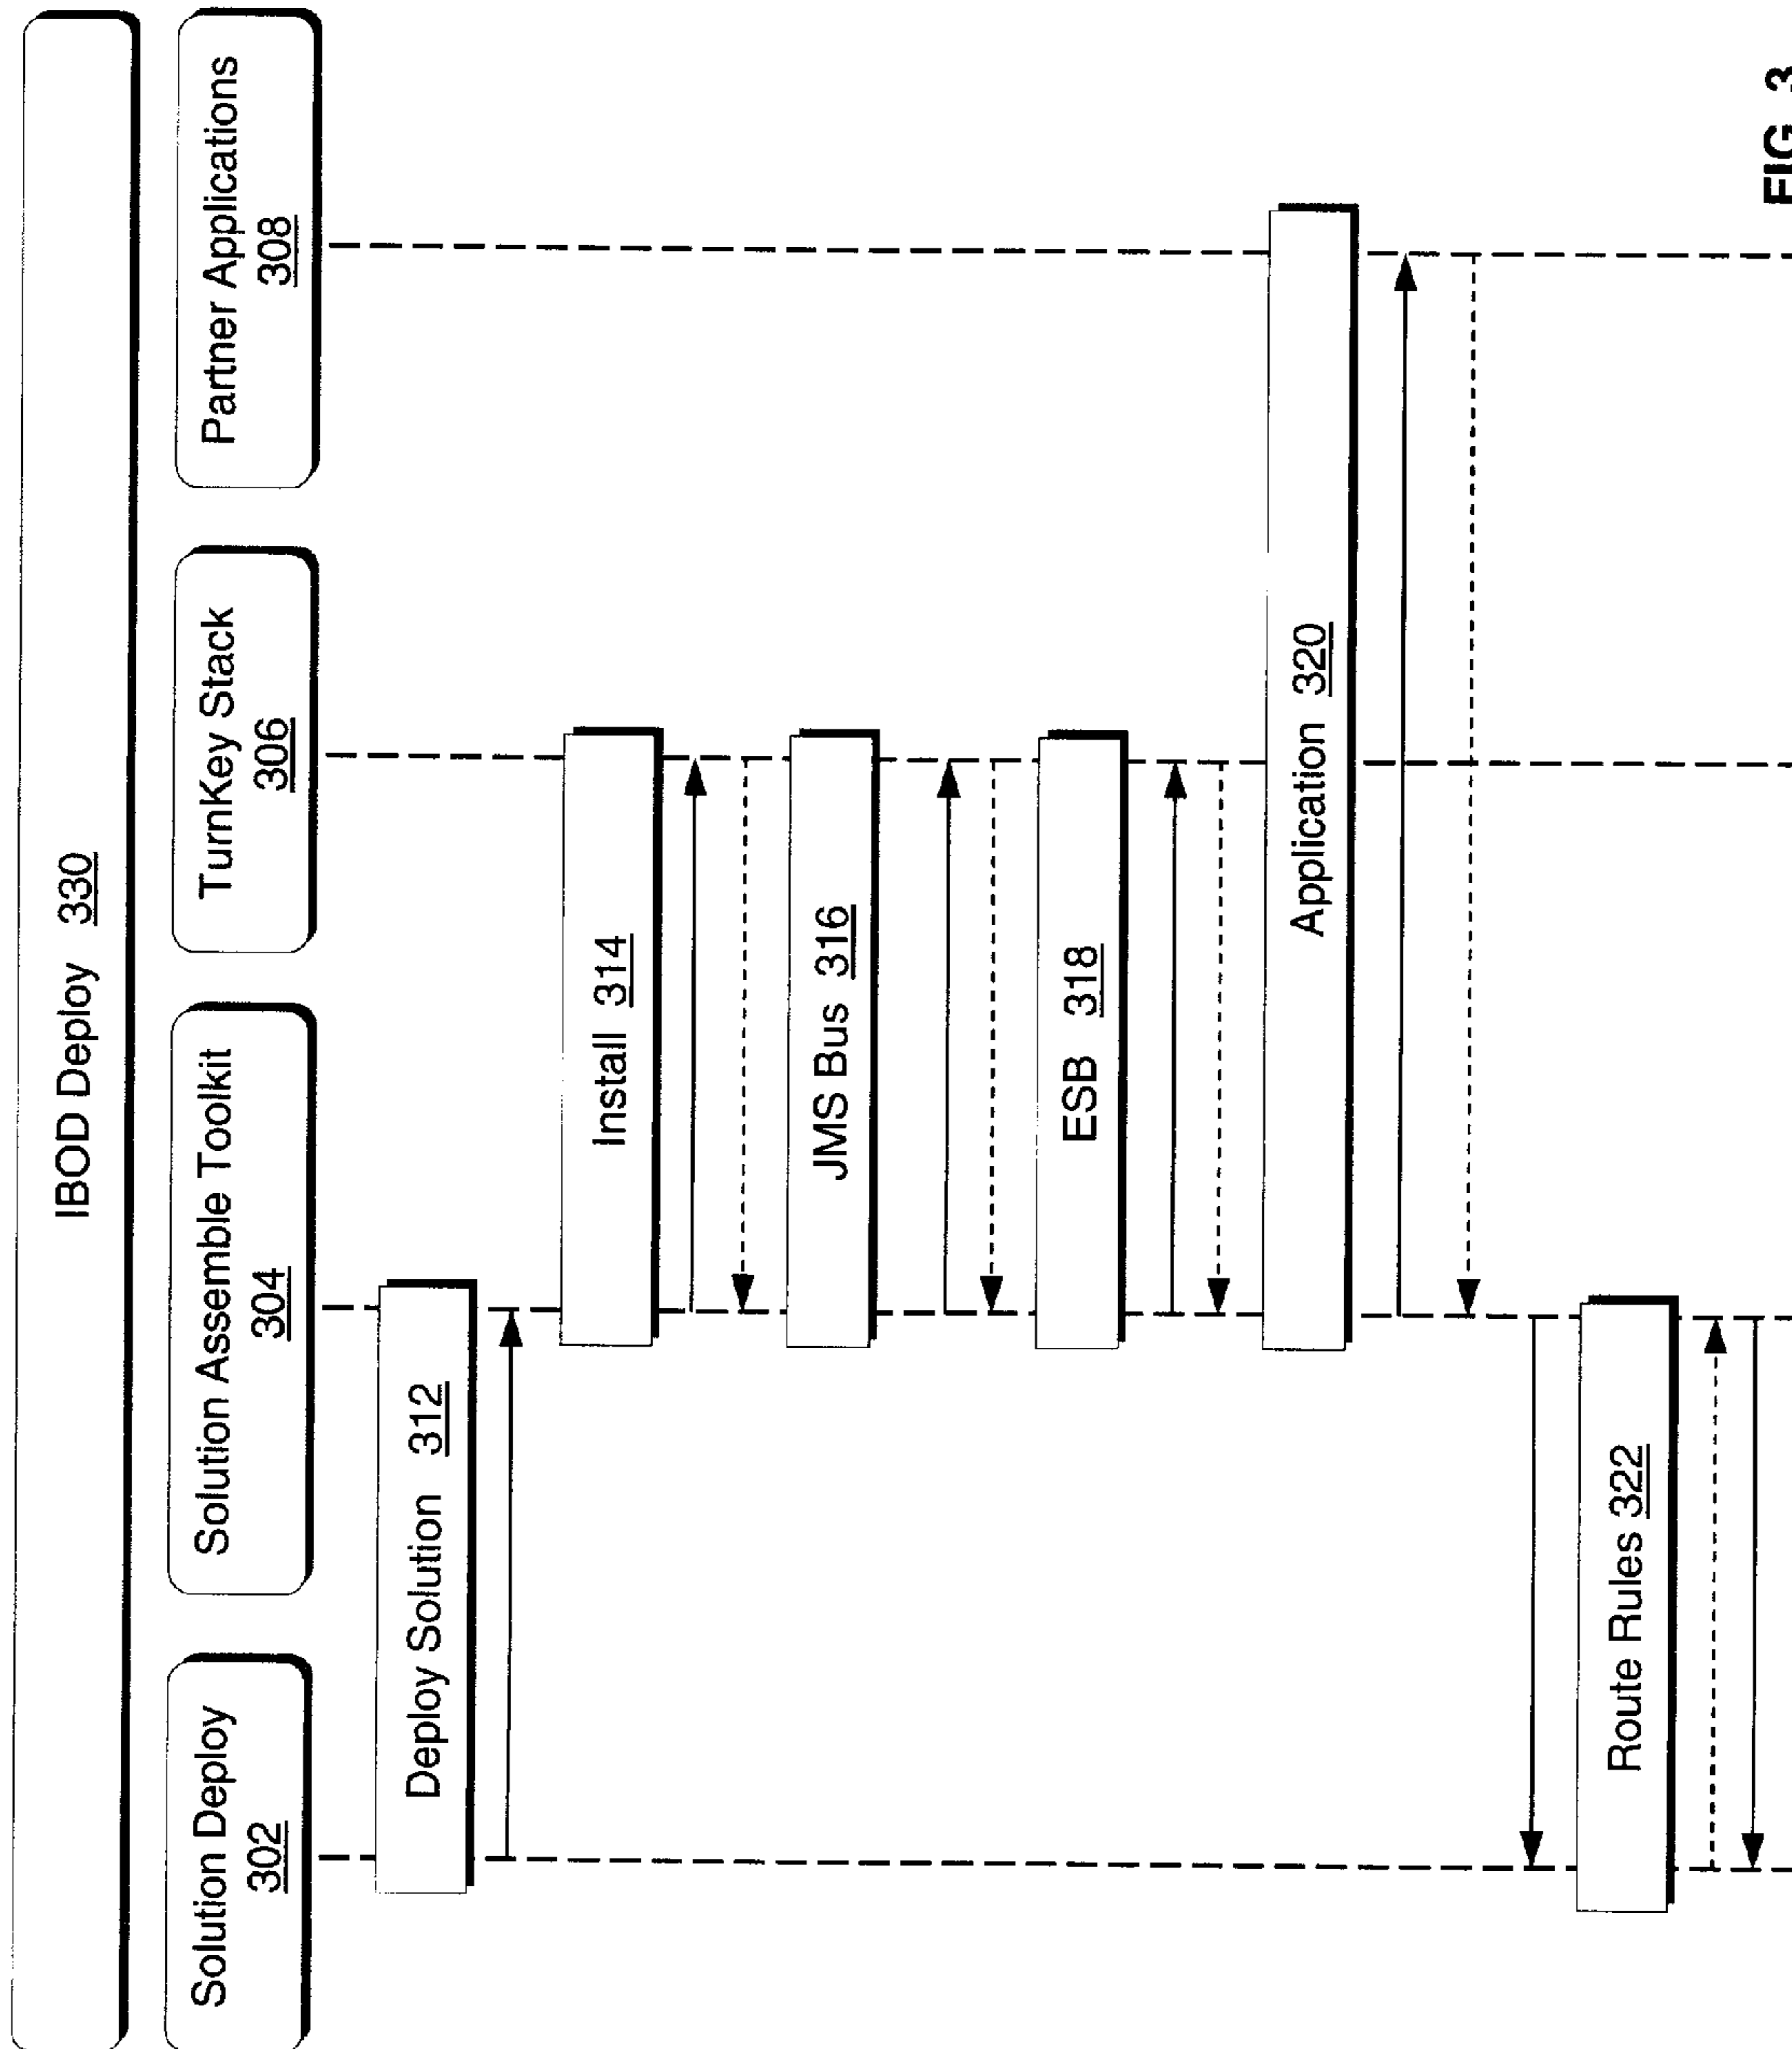 IBOD Deploy 330
Solution Deploy
302
Solution Assemble Toolkit
304
TurnKey Stack
306
Partner Applications
308
Deploy Solution 312
Install 314
JMS Bus 316
ESB 318
Application 320
Route Rules 322
FIG. 3